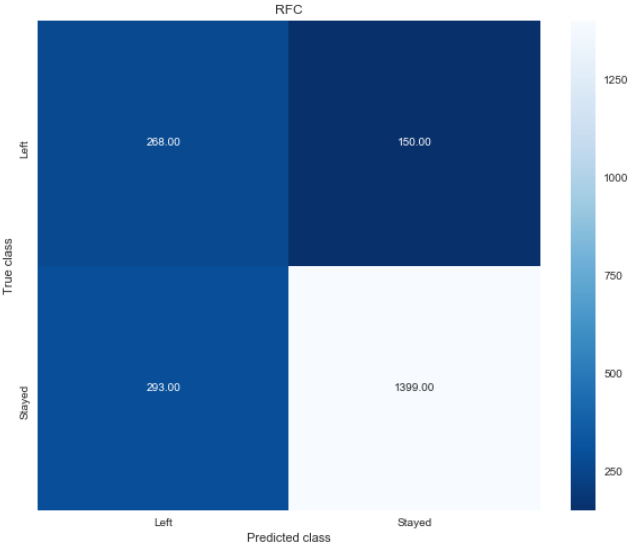 RFC
Left
268.00
150.00
True class
Stayed
293.00
1399.00
Left
Stayed
Predicted class
1250
1000
750
500
250